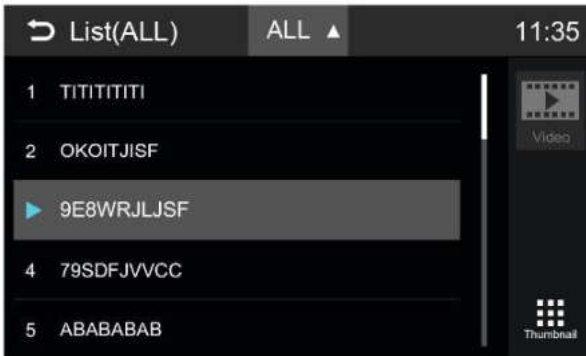 List(ALL)
ALL ▲
11:35
1 TITITITITI
2 OKOITJISF
9E8WRJLJSF
4 79SDFJVVCC
5 ABABABAB
Video
Thumbnail